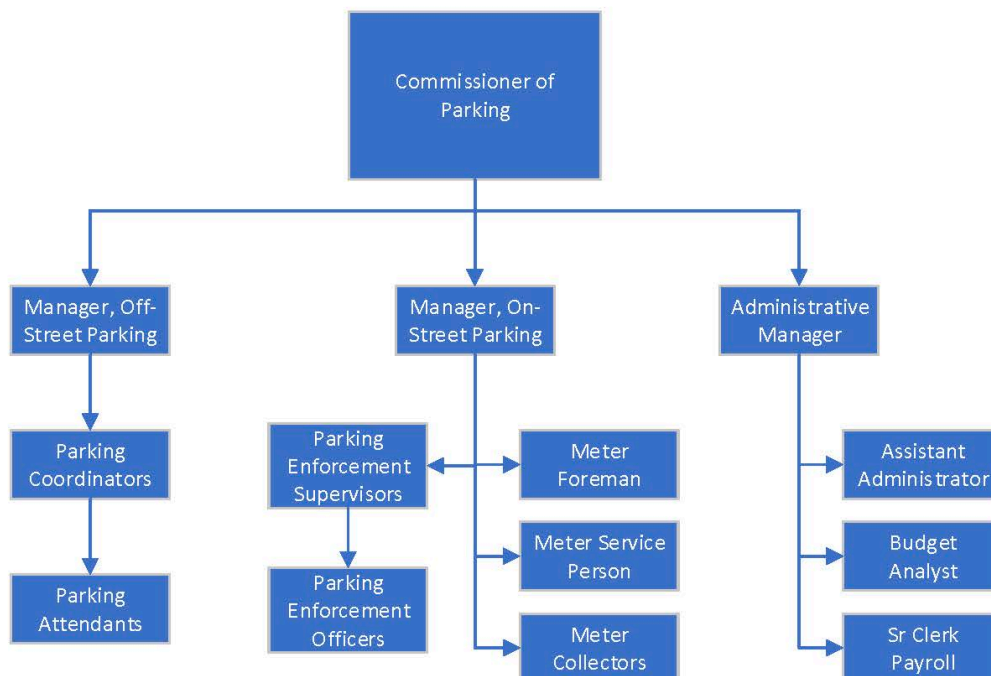 Commissioner of
Parking
Manager, Off-
Street Parking
Manager, On-
Street Parking
Administrative
Manager
Parking
Coordinators
Parking
Enforcement
Supervisors
Meter
Foreman
Assistant
Administrator
Meter Service
Person
Budget
Analyst
Parking
Attendants
Parking
Enforcement
Officers
Meter
Collectors
Sr Clerk
Payroll